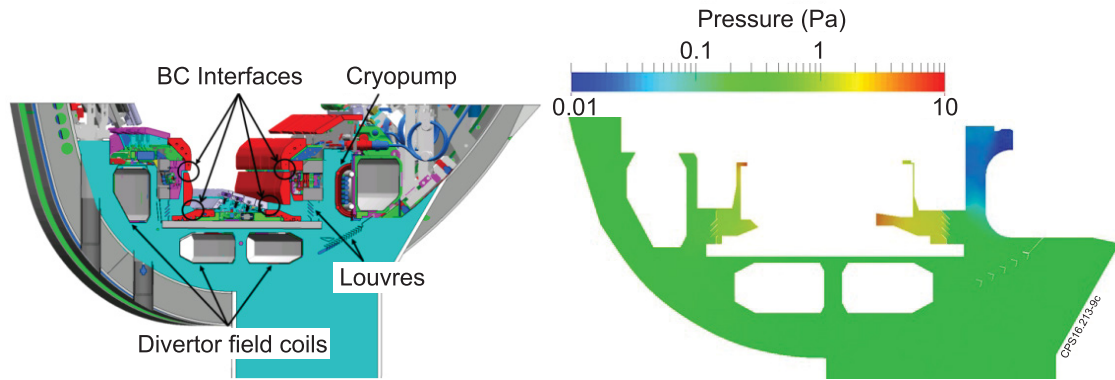 BC Interfaces
Cryopump
Louvres
Divertor field coils
Pressure (Pa)
0.1
1
0.01
10
CPS16.213-9c